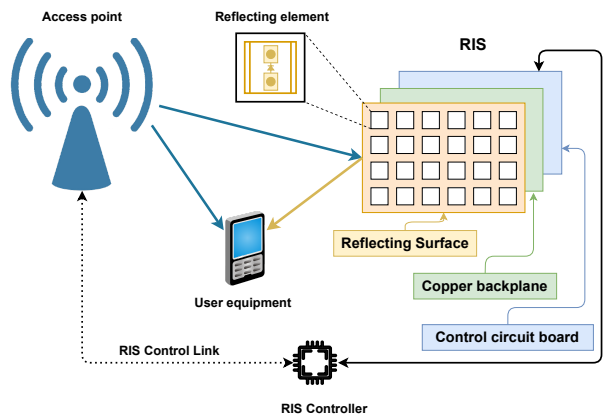 Access point
Reflecting element
RIS
Reflecting Surface
Copper backplane
User equipment
Control circuit board
RIS Control Link
RIS Controller